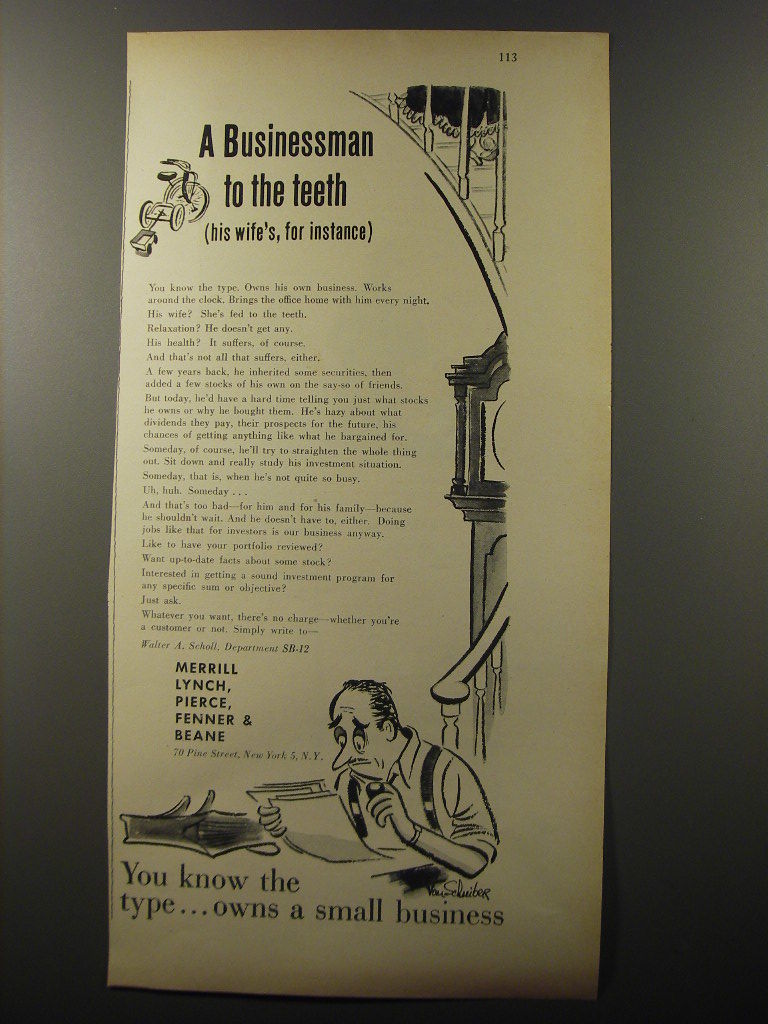 113
A Businessman
to the teeth
(his wife's, for instance)
You know the type. Owns his own business. Works
around the clock. Brings the office home with him every night.
His wife? She's fed to the teeth.
Relaxation? He doesn't get any.
His health? It suffers, of course.
And that's not all that suffers, either.
A few years back, he inherited some securities, then
added a few stocks of his own on the say-so of friends.
But today, he'd have a hard time telling you just what stocks
he owns or why he bought them. He's hazy about what
dividends they pay, their prospects for the future, his
chances of getting anything like what he bargained for.
Someday, of course, he'll try to straighten the whole thing
out. Sit down and really study his investment situation.
Someday, that is, when he's not quite so busy.
Uh, huh. Someday . . .
And that's too bad—for him and for his family—because
he shouldn't wait. And he doesn't have to, either. Doing
jobs like that for investors is our business anyway.
Like to have your portfolio reviewed?
Want up-to-date facts about some stock?
Interested in getting a sound investment program for
any specific sum or objective?
Just ask.
Whatever you want, there's no charge—whether you're
a customer or not. Simply write to—
Walter A. Scholl, Department SB-12
MERRILL
LYNCH,
PIERCE,
FENNER &
BEANE
70 Pine Street, New York 5, N.Y.
You know the
type...owns a small business